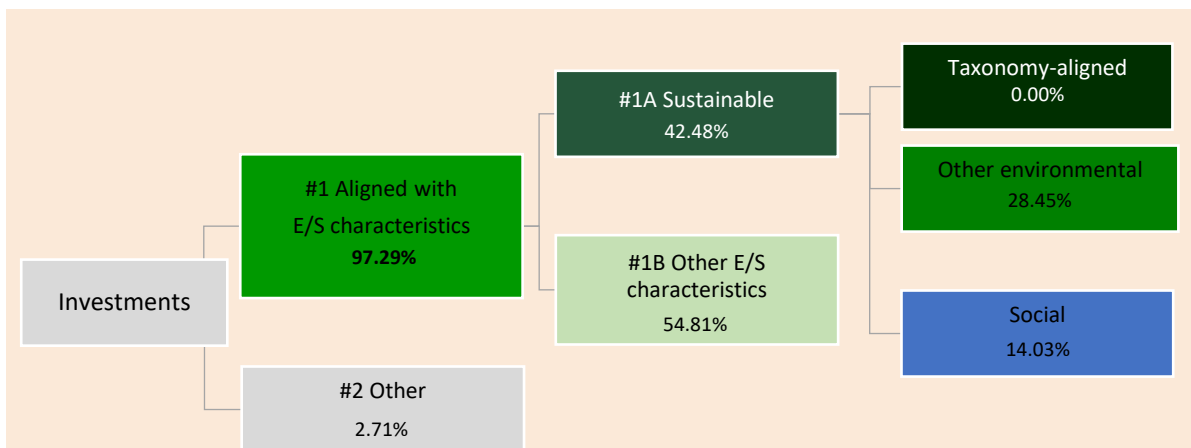 Investments
#1 Aligned with
E/S characteristics
97.29%
#2 Other
2.71%
#1A Sustainable
42.48%
#1B Other E/S
characteristics
54.81%
Taxonomy-aligned
0.00%
Other environmental
28.45%
Social
14.03%